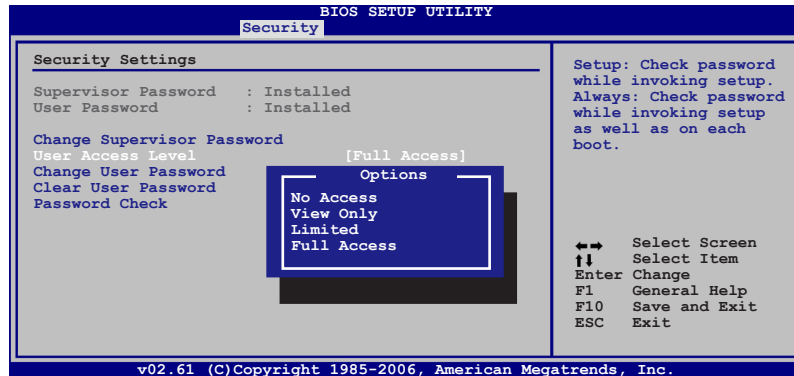 BIOS SETUP UTILITY
Security
Security Settings
Supervisor Password : Installed
User Password : Installed
Change Supervisor Password
User Access Level [Full Access]
Change User Password
Clear User Password
Password Check
Options
No Access
View Only
Limited
Full Access
Setup: Check password
while invoking setup.
Always: Check password
while invoking setup
as well as on each
boot.
←→ Select Screen
↑↓ Select Item
Enter Change
F1 General Help
F10 Save and Exit
ESC Exit
v02.61 (C)Copyright 1985-2006, American Megatrends, Inc.